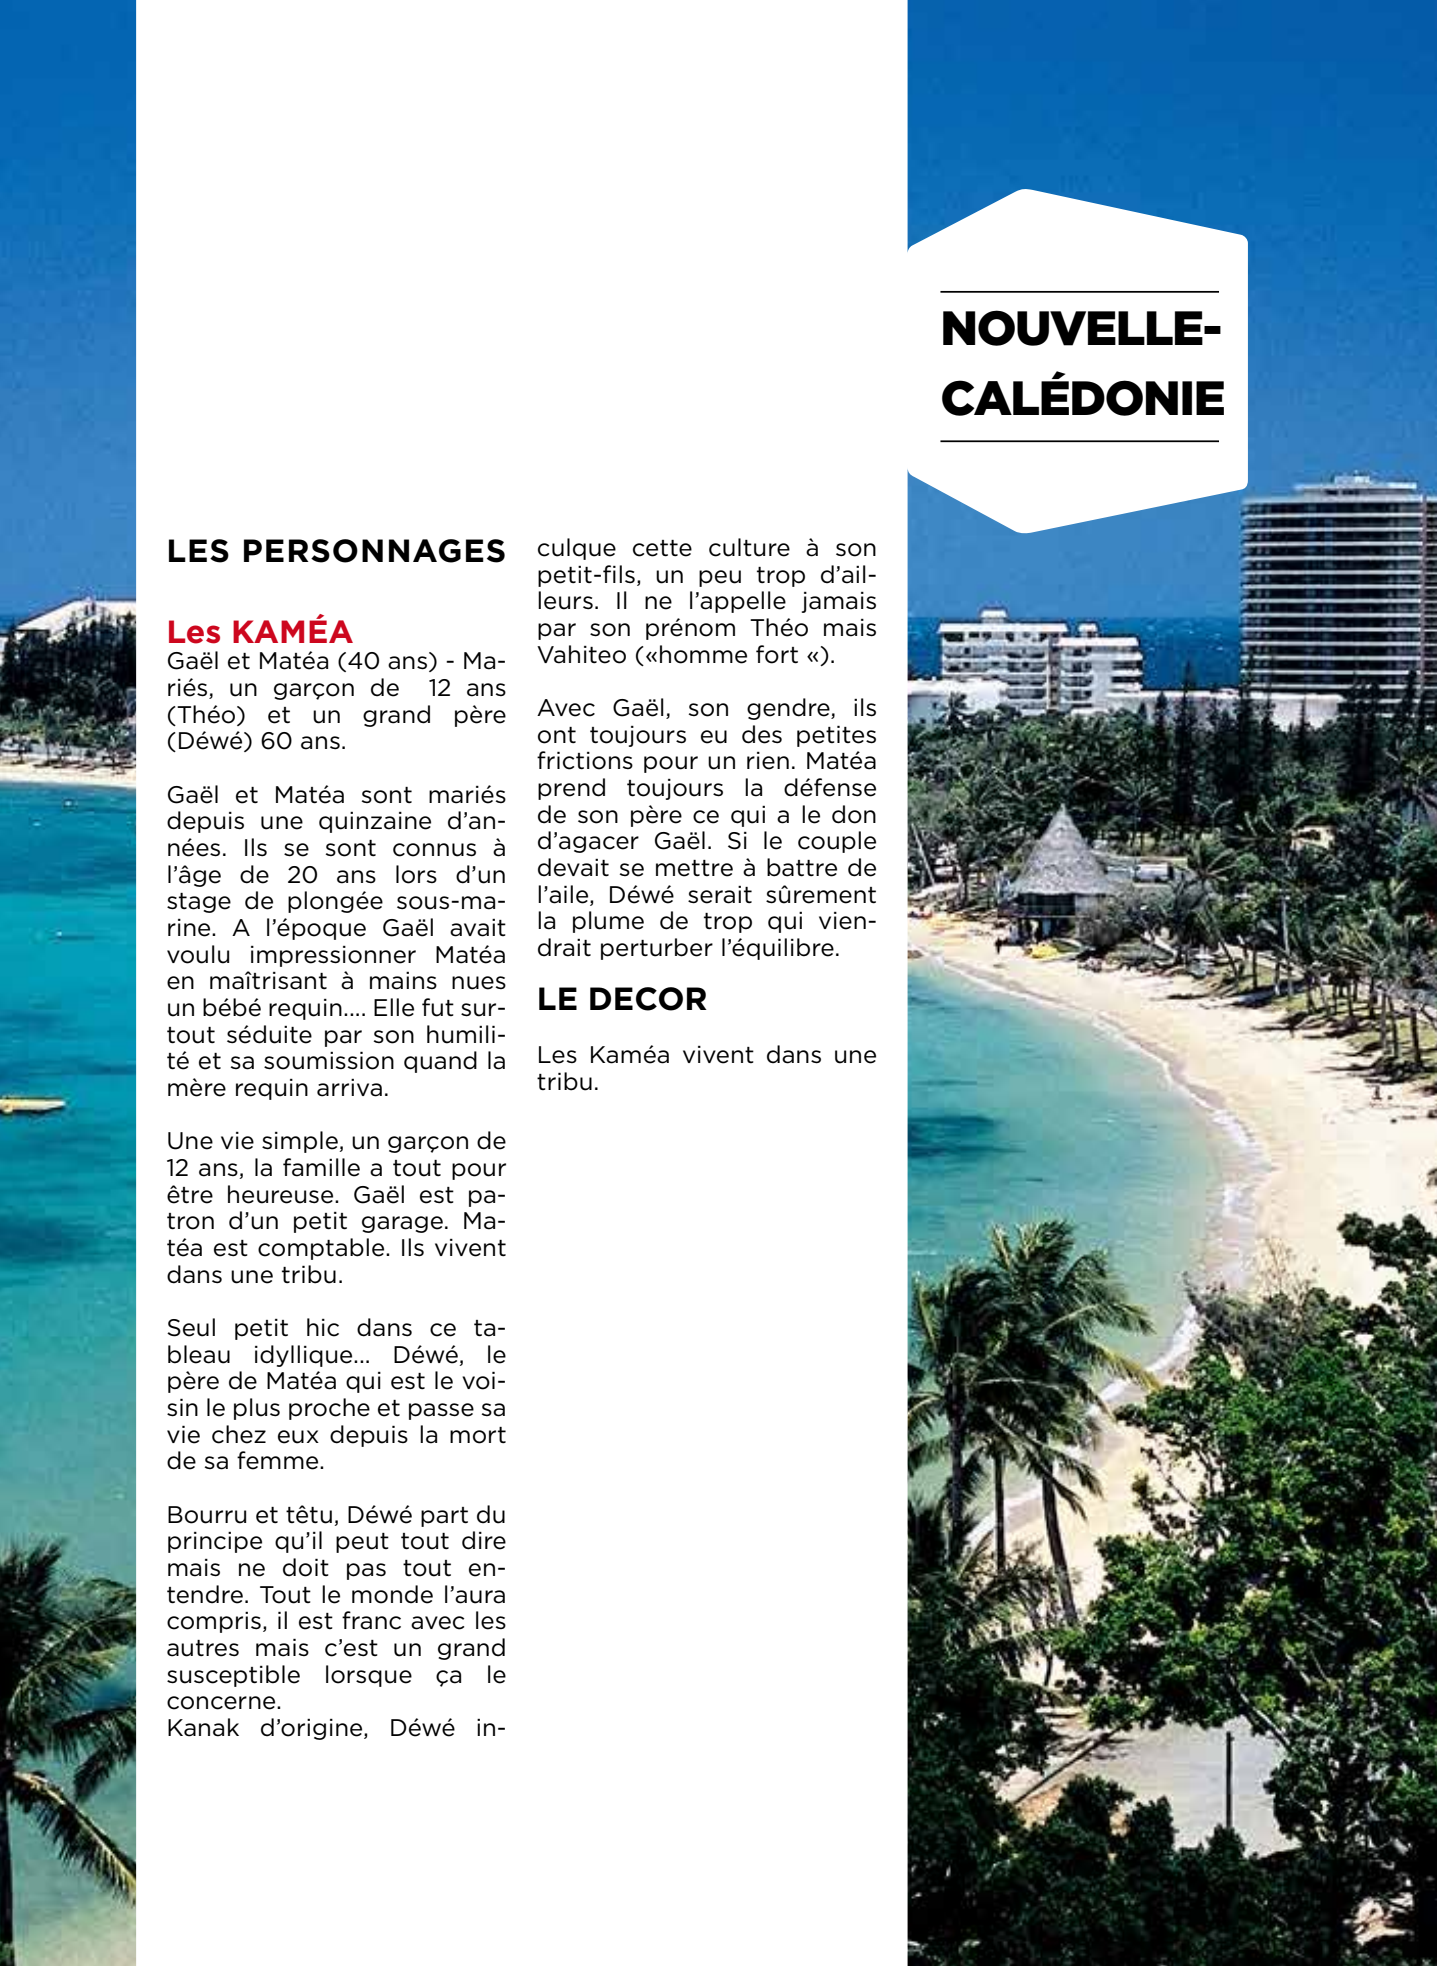 NOUVELLE-
CALÉDONIE
LES PERSONNAGES
Les KAMÉA
Gaël et Matéa (40 ans) - Ma-
riés, un garçon de 12 ans
(Théo) et un grand père
(Déwé) 60 ans.
Gaël et Matéa sont mariés
depuis une quinzaine d'an-
nées. Ils se sont connus à
l'âge de 20 ans lors d'un
stage de plongée sous-ma-
rine. A l'époque Gaël avait
voulu impressionner Matéa
en maîtrisant à mains nues
un bébé requin.... Elle fut sur-
tout séduite par son humili-
té et sa soumission quand la
mère requin arriva.
Une vie simple, un garçon de
12 ans, la famille a tout pour
être heureuse. Gaël est pa-
tron d'un petit garage. Ma-
téa est comptable. Ils vivent
dans une tribu.
Seul petit hic dans ce ta-
bleau idyllique... Déwé, le
père de Matéa qui est le voi-
sin le plus proche et passe sa
vie chez eux depuis la mort
de sa femme.
Bourru et têtu, Déwé part du
principe qu'il peut tout dire
mais ne doit pas tout en-
tendre. Tout le monde l'aura
compris, il est franc avec les
autres mais c'est un grand
susceptible lorsque ça le
concerne.
Kanak d'origine, Déwé in-
culque cette culture à son
petit-fils, un peu trop d'ail-
leurs. Il ne l'appelle jamais
par son prénom Théo mais
Vahiteo («homme fort «).
Avec Gaël, son gendre, ils
ont toujours eu des petites
frictions pour un rien. Matéa
prend toujours la défense
de son père ce qui a le don
d'agacer Gaël. Si le couple
devait se mettre à battre de
l'aile, Déwé serait sûrement
la plume de trop qui vien-
drait perturber l'équilibre.
LE DECOR
Les Kaméa vivent dans une
tribu.